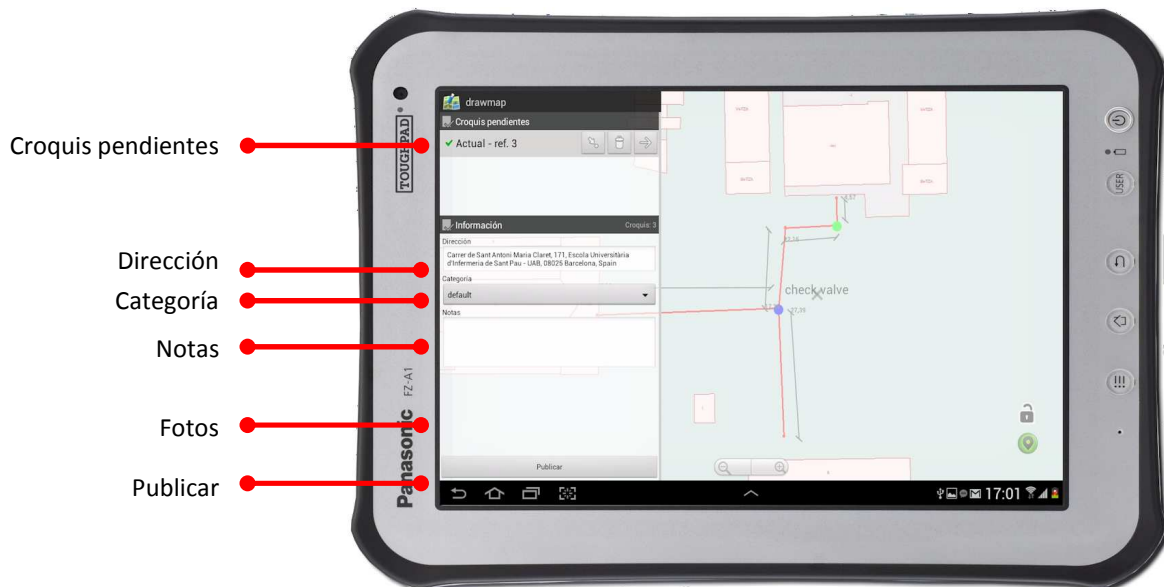 Croquis pendientes
Dirección
Categoría
Notas
Fotos
Publicar
TOUGHPAD
Panasonic FZ-A1
drawmap
Croquis pendientes
Actual - ref. 3
Información Croquis: 3
Dirección
Carrer de Sant Antoni Maria Claret, 171, Escola Universitària
d'Infermeria de Sant Pau - UAB, 08025 Barcelona, Spain
Categoría
default
Notas
Publicar
check valve
27,39
17:01
USER